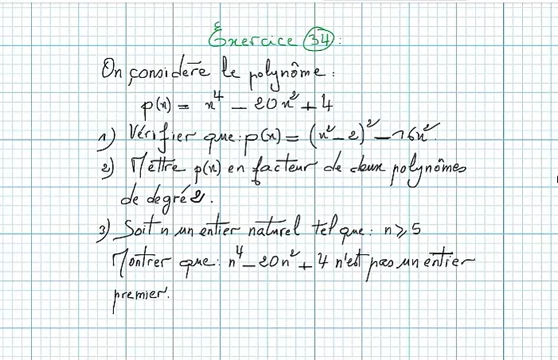 Exercice 34 :
On considère le polynôme :
p(x) = x⁴ - 20x² + 4
1) Vérifier que : p(x) = (x² - 2)² - 16x².
2) Mettre p(x) en facteur de deux polynômes
de degré 2.
3) Soit n un entier naturel tel que : n ⩾ 5
Montrer que : n⁴ - 20n² + 4 n'est pas un entier
premier.